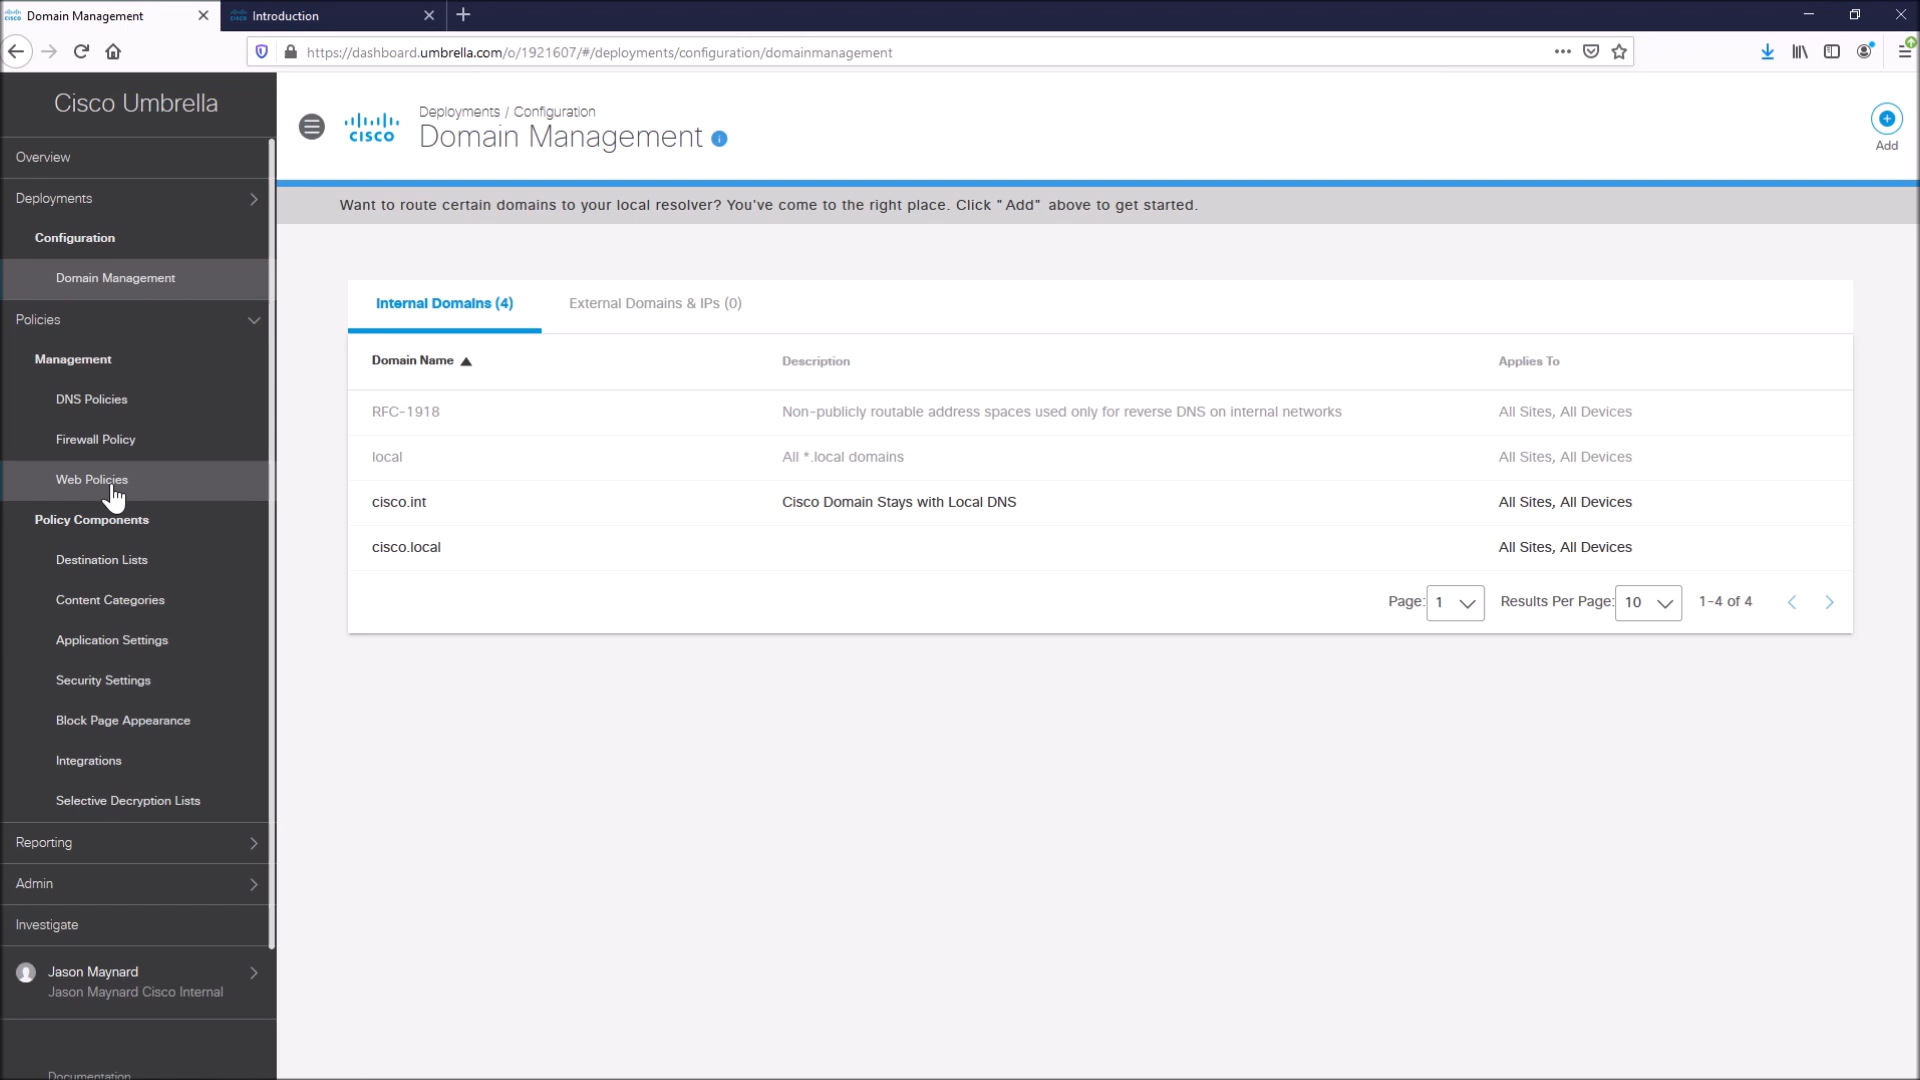 Domain Management
Introduction
https://dashboard.umbrella.com/o/1921607/#/deployments/configuration/domainmanagement
Cisco Umbrella
Overview
Deployments
Configuration
Domain Management
Policies
Management
DNS Policies
Firewall Policy
Web Policies
Policy Components
Destination Lists
Content Categories
Application Settings
Security Settings
Block Page Appearance
Integrations
Selective Decryption Lists
Reporting
Admin
Investigate
Jason Maynard
Jason Maynard Cisco Internal
Documentation
cisco
Deployments / Configuration
Domain Management
Add
Want to route certain domains to your local resolver? You've come to the right place. Click "Add" above to get started.
Internal Domains (4) External Domains & IPs (0)
Domain Name Description Applies To
RFC-1918 Non-publicly routable address spaces used only for reverse DNS on internal networks All Sites, All Devices
local All *.local domains All Sites, All Devices
cisco.int Cisco Domain Stays with Local DNS All Sites, All Devices
cisco.local All Sites, All Devices
Page: 1 Results Per Page: 10 1-4 of 4